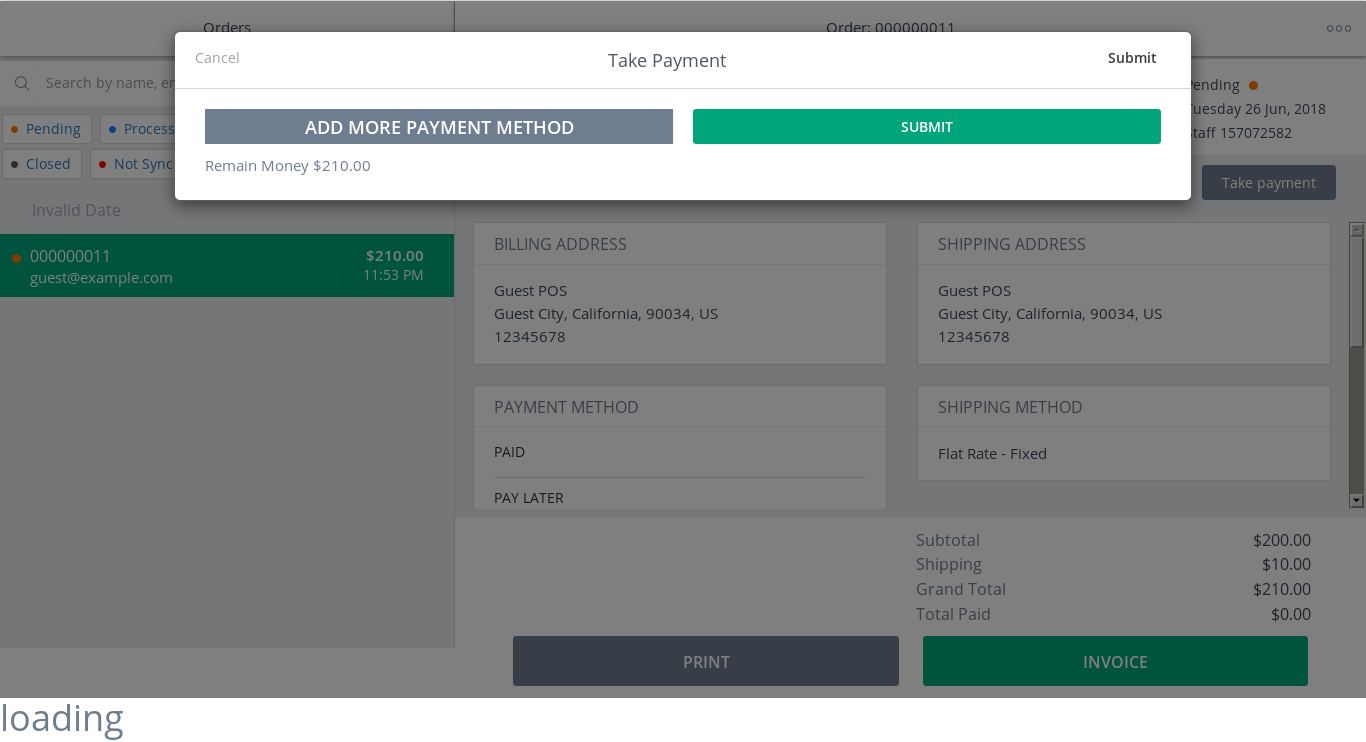 Orders
Order: 000000011
Cancel
Take Payment
Submit
ADD MORE PAYMENT METHOD
SUBMIT
Remain Money $210.00
Search by name, em
Pending
Process
Closed
Not Sync
Pending
Tuesday 26 Jun, 2018
Staff 157072582
Take payment
Invalid Date
000000011
$210.00
guest@example.com
11:53 PM
BILLING ADDRESS
Guest POS
Guest City, California, 90034, US
12345678
SHIPPING ADDRESS
Guest POS
Guest City, California, 90034, US
12345678
PAYMENT METHOD
PAID
PAY LATER
SHIPPING METHOD
Flat Rate - Fixed
Subtotal $200.00
Shipping $10.00
Grand Total $210.00
Total Paid $0.00
PRINT
INVOICE
loading